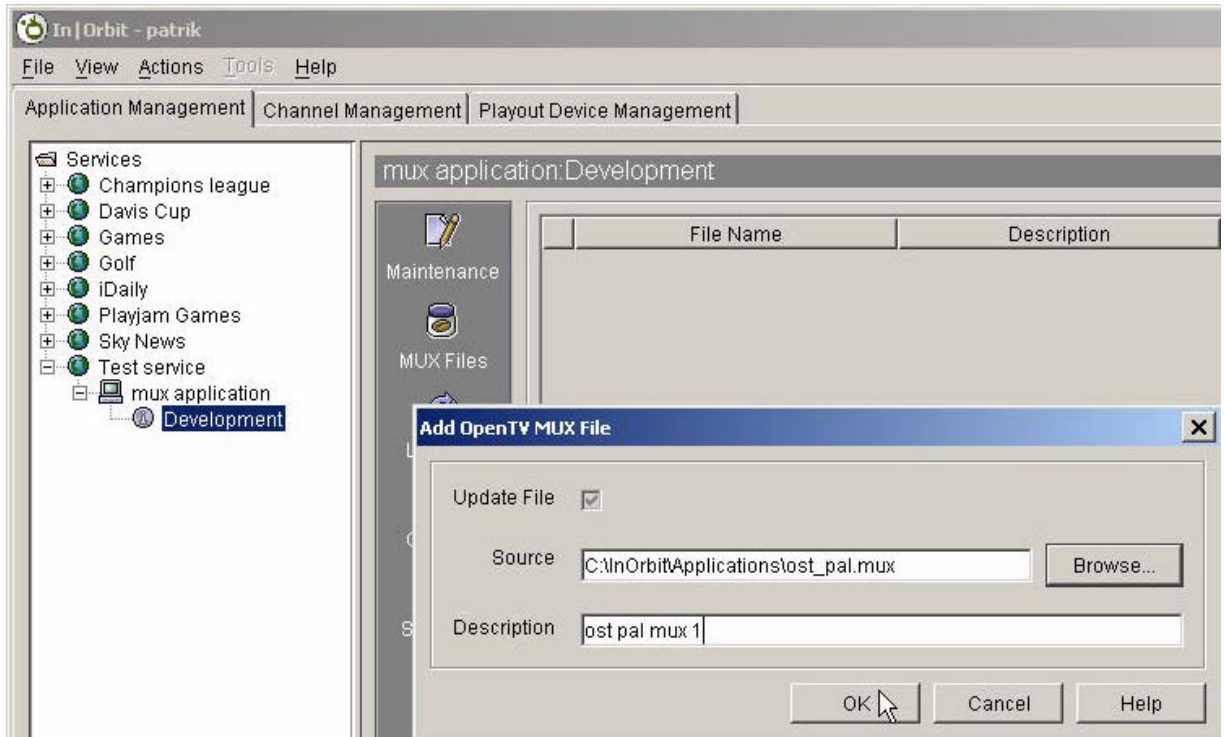 In|Orbit - patrik
File View Actions Tools Help
Application Management Channel Management Playout Device Management
Services
Champions league
Davis Cup
Games
Golf
iDaily
Playjam Games
Sky News
Test service
mux application
Development
mux application:Development
Maintenance
MUX Files
File Name Description
Add OpenTV MUX File
Update File
Source C:\InOrbit\Applications\ost_pal.mux Browse...
Description ost pal mux 1
OK Cancel Help